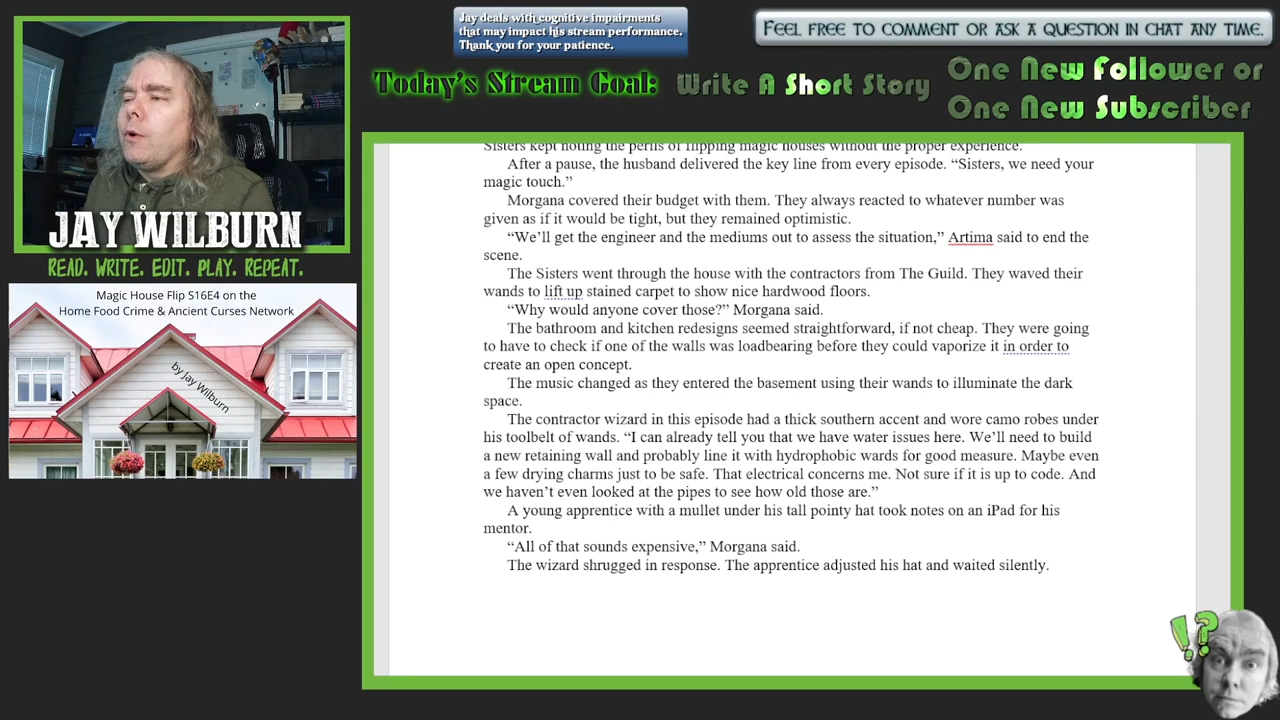 Jay deals with cognitive impairments
that may impact his stream performance.
Thank you for your patience.
Feel free to comment or ask a question in chat any time.
Today's Stream Goal:
Write A Short Story
One New Follower or
One New Subscriber
JAY WILBURN
READ. WRITE. EDIT. PLAY. REPEAT.
Magic House Flip S16E4 on the
Home Food Crime & Ancient Curses Network
by Jay Wilburn
Sisters kept noting the perils of flipping magic houses without the proper experience.
After a pause, the husband delivered the key line from every episode. “Sisters, we need your
magic touch.”
Morgana covered their budget with them. They always reacted to whatever number was
given as if it would be tight, but they remained optimistic.
“We’ll get the engineer and the mediums out to assess the situation,” Artima said to end the
scene.
The Sisters went through the house with the contractors from The Guild. They waved their
wands to lift up stained carpet to show nice hardwood floors.
“Why would anyone cover those?” Morgana said.
The bathroom and kitchen redesigns seemed straightforward, if not cheap. They were going
to have to check if one of the walls was loadbearing before they could vaporize it in order to
create an open concept.
The music changed as they entered the basement using their wands to illuminate the dark
space.
The contractor wizard in this episode had a thick southern accent and wore camo robes under
his toolbelt of wands. “I can already tell you that we have water issues here. We’ll need to build
a new retaining wall and probably line it with hydrophobic wards for good measure. Maybe even
a few drying charms just to be safe. That electrical concerns me. Not sure if it is up to code. And
we haven’t even looked at the pipes to see how old those are.”
A young apprentice with a mullet under his tall pointy hat took notes on an iPad for his
mentor.
“All of that sounds expensive,” Morgana said.
The wizard shrugged in response. The apprentice adjusted his hat and waited silently.
!?